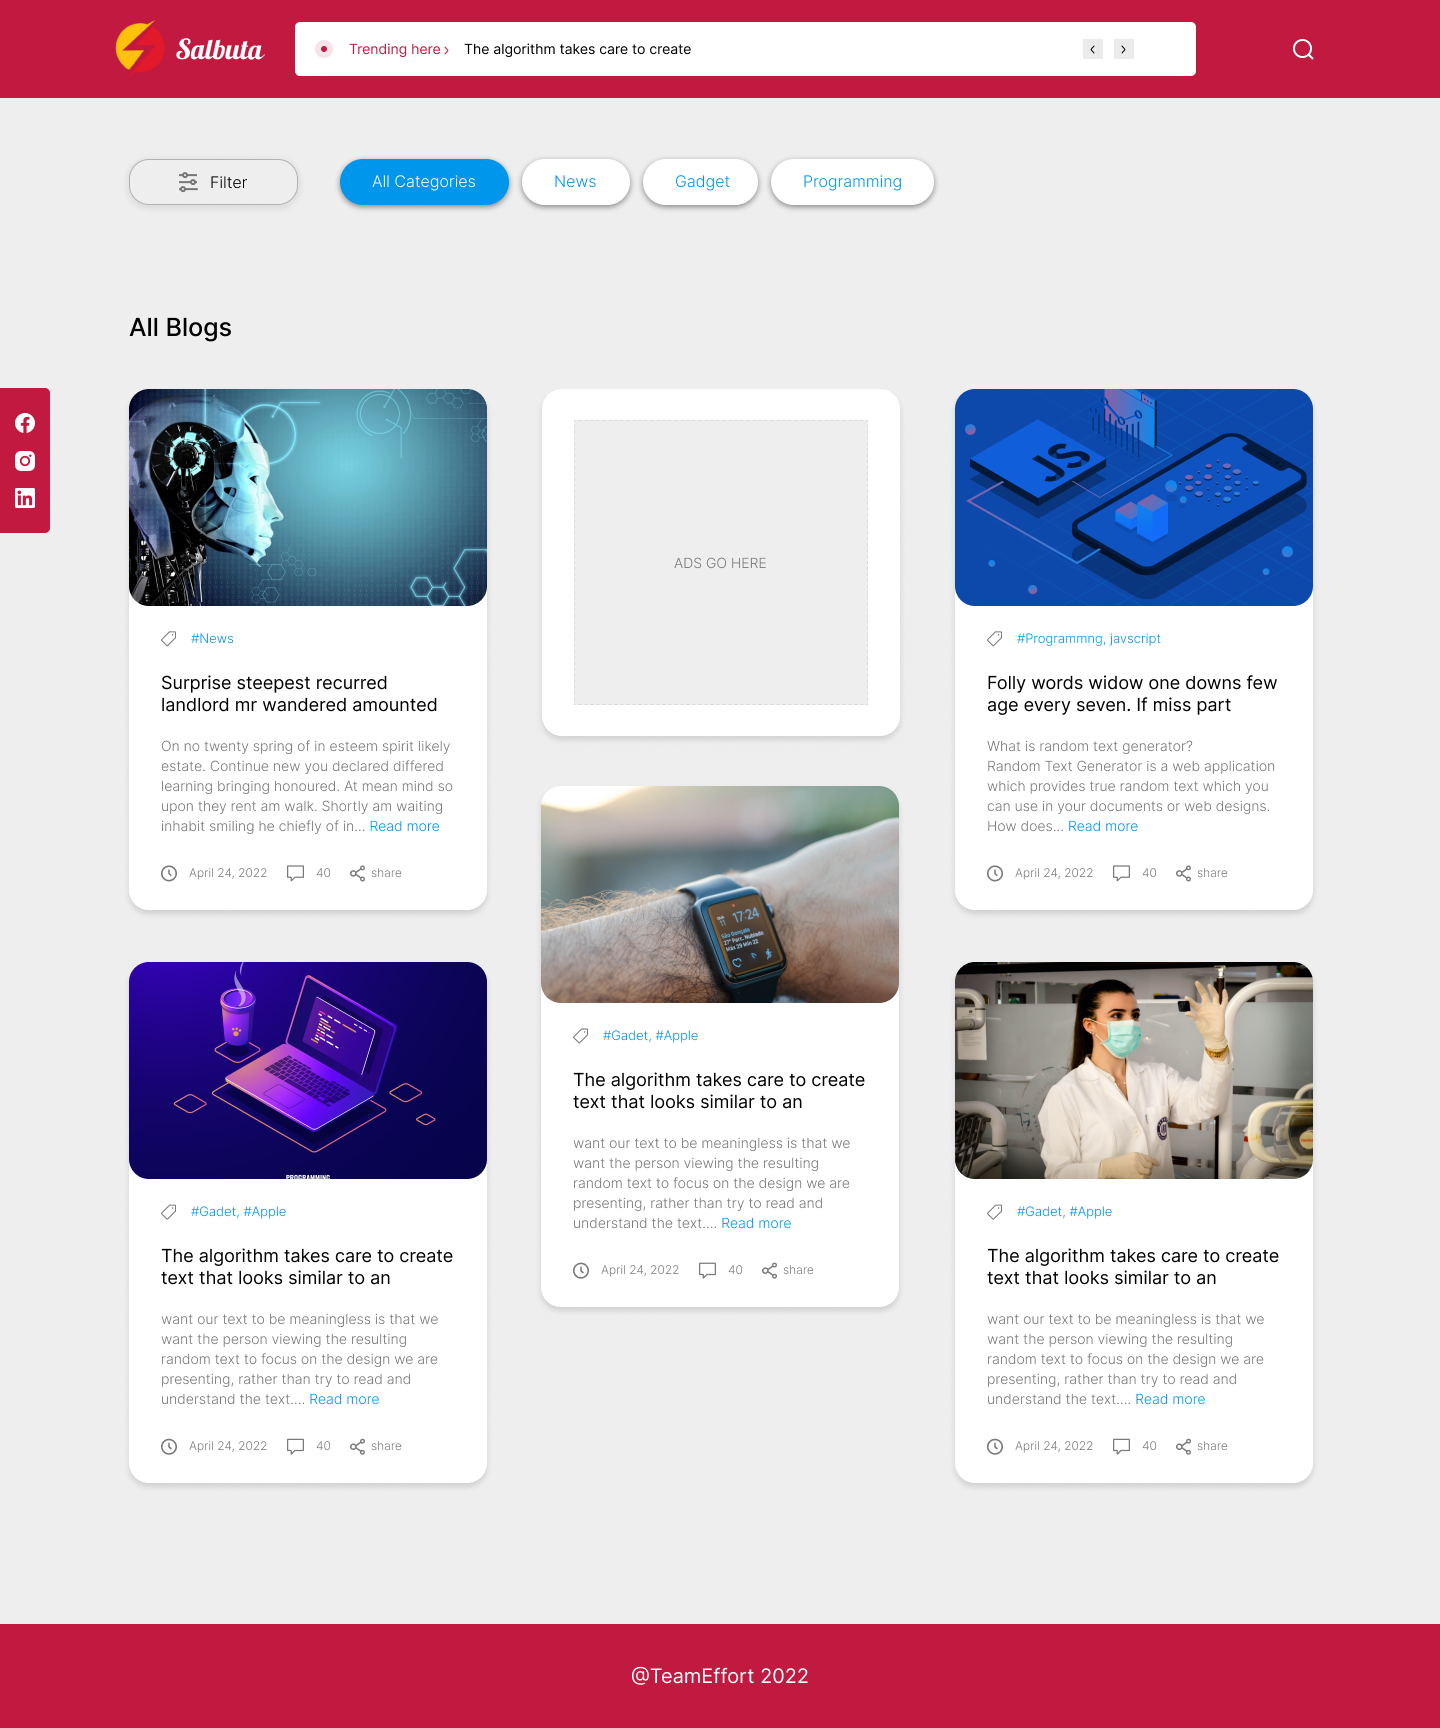 Salbuta
Trending here ›
The algorithm takes care to create
Filter
All Categories
News
Gadget
Programming
All Blogs
#News
Surprise steepest recurred
landlord mr wandered amounted
On no twenty spring of in esteem spirit likely
estate. Continue new you declared differed
learning bringing honoured. At mean mind so
upon they rent am walk. Shortly am waiting
inhabit smiling he chiefly of in... Read more
April 24, 2022
40
share
ADS GO HERE
JS
#Programmng, javscript
Folly words widow one downs few
age every seven. If miss part
What is random text generator?
Random Text Generator is a web application
which provides true random text which you
can use in your documents or web designs.
How does... Read more
April 24, 2022
40
share
17:24
São Gonçalo
27° Parc. Nublado
Máx 29 Mín 22
#Gadet, #Apple
The algorithm takes care to create
text that looks similar to an
want our text to be meaningless is that we
want the person viewing the resulting
random text to focus on the design we are
presenting, rather than try to read and
understand the text.... Read more
April 24, 2022
40
share
PROGRAMMING
#Gadet, #Apple
The algorithm takes care to create
text that looks similar to an
want our text to be meaningless is that we
want the person viewing the resulting
random text to focus on the design we are
presenting, rather than try to read and
understand the text.... Read more
April 24, 2022
40
share
#Gadet, #Apple
The algorithm takes care to create
text that looks similar to an
want our text to be meaningless is that we
want the person viewing the resulting
random text to focus on the design we are
presenting, rather than try to read and
understand the text.... Read more
April 24, 2022
40
share
@TeamEffort 2022